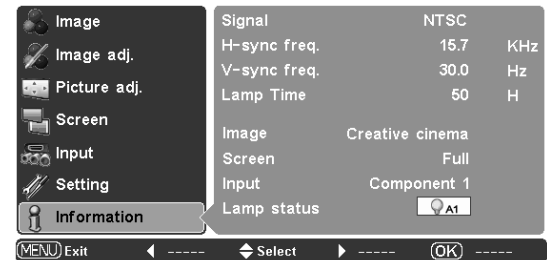 Image
Image adj.
Picture adj.
Screen
Input
Setting
Information
Signal NTSC
H-sync freq. 15.7 KHz
V-sync freq. 30.0 Hz
Lamp Time 50 H
Image Creative cinema
Screen Full
Input Component 1
Lamp status A1
MENU Exit ----- Select ----- OK -----